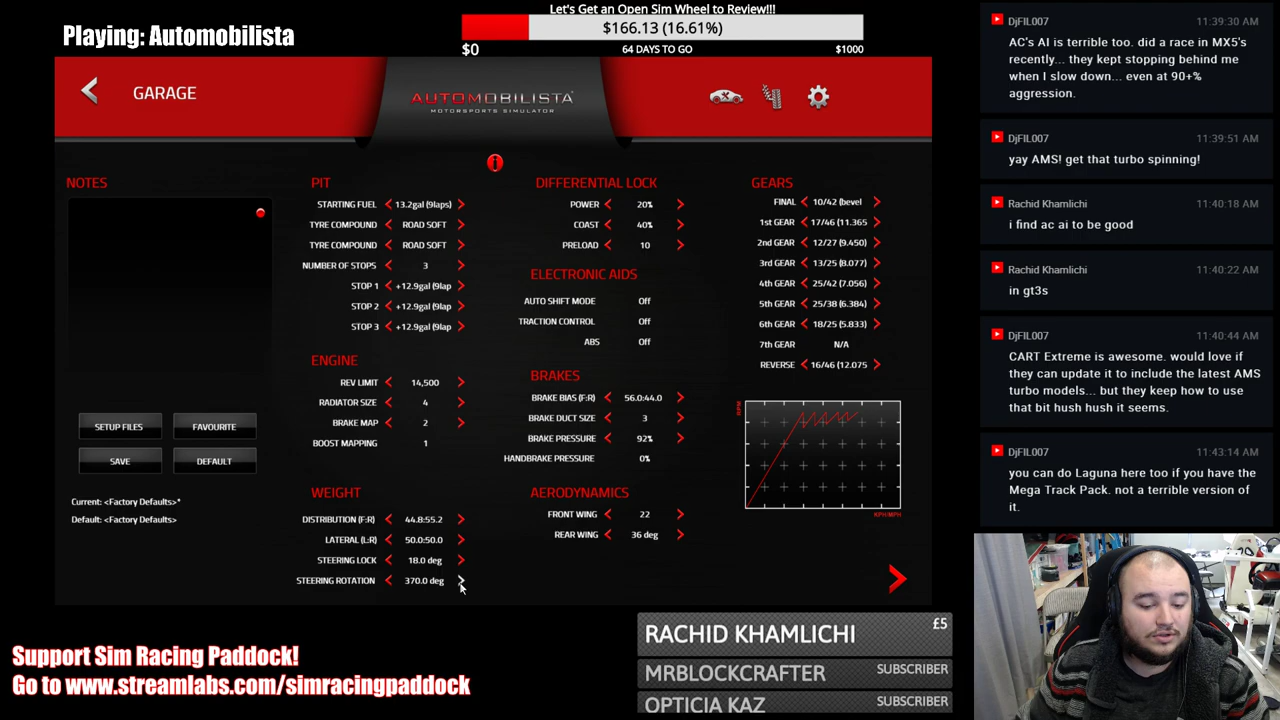 Playing: Automobilista
Let's Get an Open Sim Wheel to Review!!!
$166.13 (16.61%)
$0
64 DAYS TO GO
$1000
GARAGE
AUTOMOBILISTA
MOTORSPORTS SIMULATOR
NOTES
SETUP FILES
FAVOURITE
SAVE
DEFAULT
Current: <Factory Defaults>*
Default: <Factory Defaults>
PIT
STARTING FUEL 13.2gal (9laps)
TYRE COMPOUND ROAD SOFT
TYRE COMPOUND ROAD SOFT
NUMBER OF STOPS 3
STOP 1 +12.9gal (9lap
STOP 2 +12.9gal (9lap
STOP 3 +12.9gal (9lap
ENGINE
REV LIMIT 14,500
RADIATOR SIZE 4
BRAKE MAP 2
BOOST MAPPING 1
WEIGHT
DISTRIBUTION (F:R) 44.8:55.2
LATERAL (L:R) 50.0:50.0
STEERING LOCK 18.0 deg
STEERING ROTATION 370.0 deg
DIFFERENTIAL LOCK
POWER 20%
COAST 40%
PRELOAD 10
ELECTRONIC AIDS
AUTO SHIFT MODE Off
TRACTION CONTROL Off
ABS Off
BRAKES
BRAKE BIAS (F:R) 56.0:44.0
BRAKE DUCT SIZE 3
BRAKE PRESSURE 92%
HANDBRAKE PRESSURE 0%
AERODYNAMICS
FRONT WING 22
REAR WING 36 deg
GEARS
FINAL 10/42 (bevel
1st GEAR 17/46 (11.365
2nd GEAR 12/27 (9.450)
3rd GEAR 13/25 (8.077)
4th GEAR 25/42 (7.056)
5th GEAR 25/38 (6.384)
6th GEAR 18/25 (5.833)
7th GEAR N/A
REVERSE 16/46 (12.075
RPM
KPH/MPH
DjFIL007 11:39:30 AM
AC's AI is terrible too. did a race in MX5's
recently... they kept stopping behind me
when I slow down... even at 90+%
aggression.
DjFIL007 11:39:51 AM
yay AMS! get that turbo spinning!
Rachid Khamlichi 11:40:18 AM
i find ac ai to be good
Rachid Khamlichi 11:40:22 AM
in gt3s
DjFIL007 11:40:44 AM
CART Extreme is awesome. would love if
they can update it to include the latest AMS
turbo models... but they keep how to use
that bit hush hush it seems.
DjFIL007 11:43:14 AM
you can do Laguna here too if you have the
Mega Track Pack. not a terrible version of
it.
Support Sim Racing Paddock!
Go to www.streamlabs.com/simracingpaddock
RACHID KHAMLICHI £5
MRBLOCKCRAFTER SUBSCRIBER
OPTICIA KAZ SUBSCRIBER